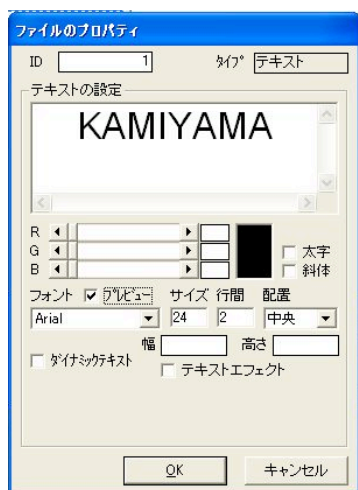 ファイルのプロパティ
ID 1 ﾀｲﾌﾟ テキスト
テキストの設定
KAMIYAMA
R
G 太字
B 斜体
フォント ﾌﾟﾚﾋﾞｭｰ サイズ 行間 配置
Arial 24 2 中央
幅 高さ
ﾀﾞｲﾅﾐｯｸﾃｷｽﾄ テキストエフェクト
OK キャンセル